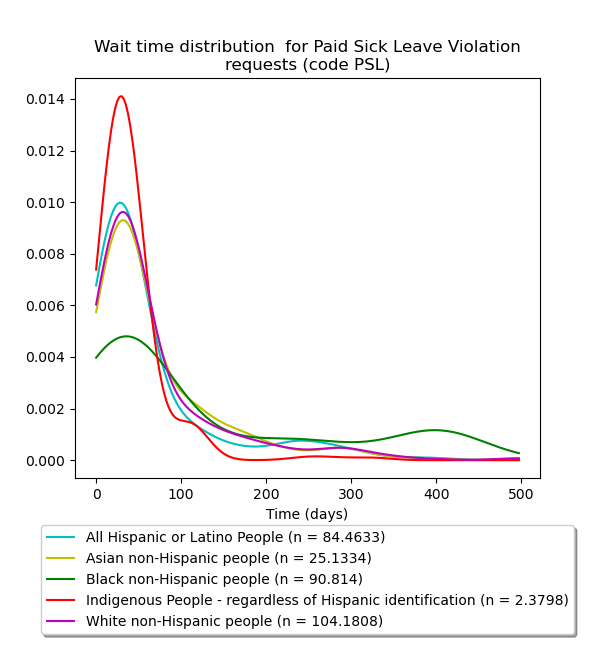 Wait time distribution  for Paid Sick Leave Violation
requests (code PSL)
0.014
0.012
0.010
0.008
0.006
0.004
0.002
0.000
0 100 200 300 400 500
Time (days)
All Hispanic or Latino People (n = 84.4633)
Asian non-Hispanic people (n = 25.1334)
Black non-Hispanic people (n = 90.814)
Indigenous People - regardless of Hispanic identification (n = 2.3798)
White non-Hispanic people (n = 104.1808)